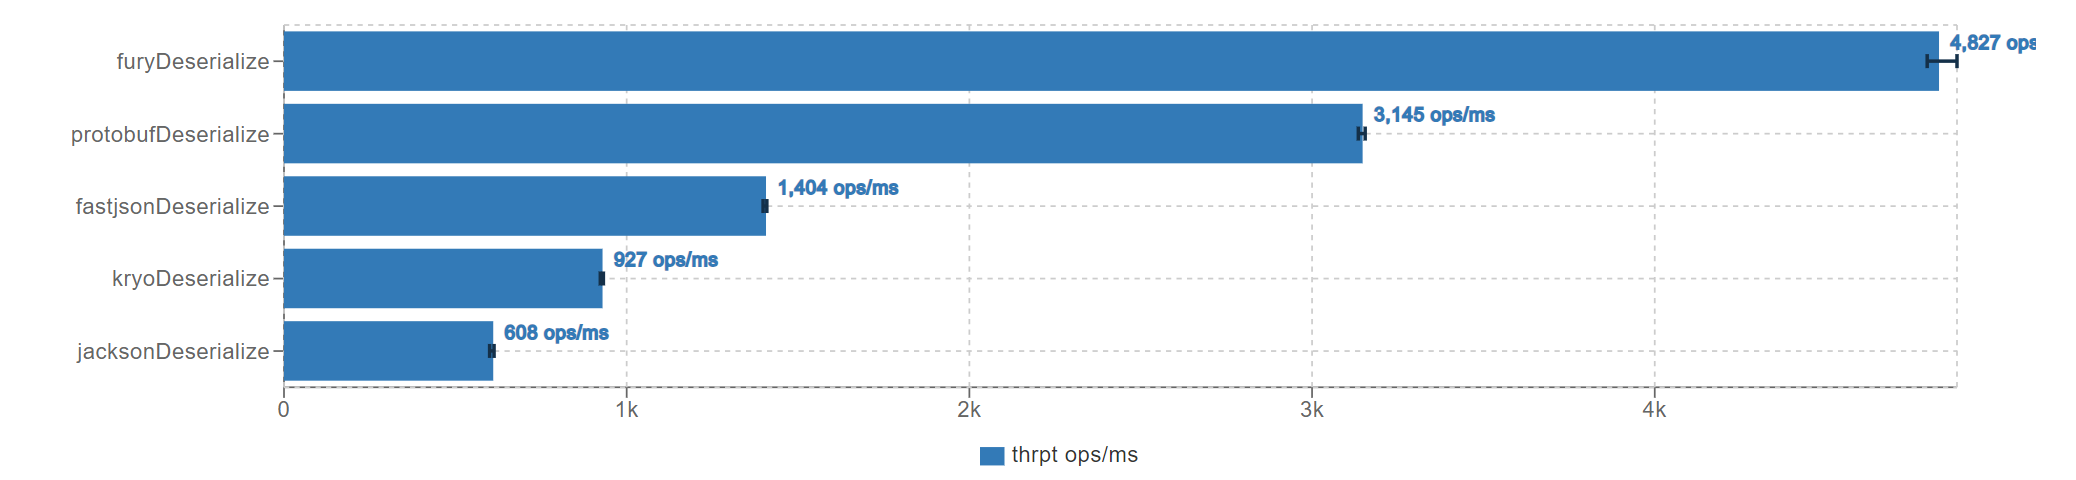 furyDeserialize
4,827 ops
protobufDeserialize
3,145 ops/ms
fastjsonDeserialize
1,404 ops/ms
kryoDeserialize
927 ops/ms
jacksonDeserialize
608 ops/ms
0 1k 2k 3k 4k
thrpt ops/ms